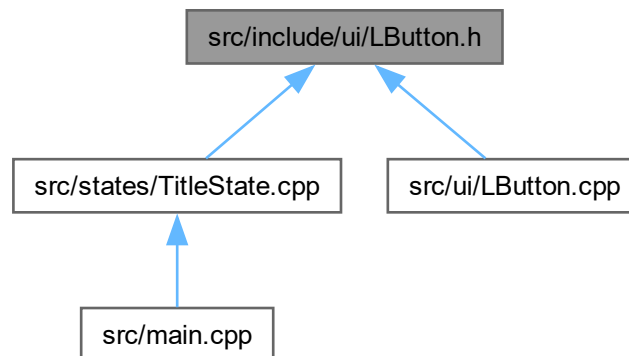 src/include/ui/LButton.h
src/states/TitleState.cpp
src/ui/LButton.cpp
src/main.cpp